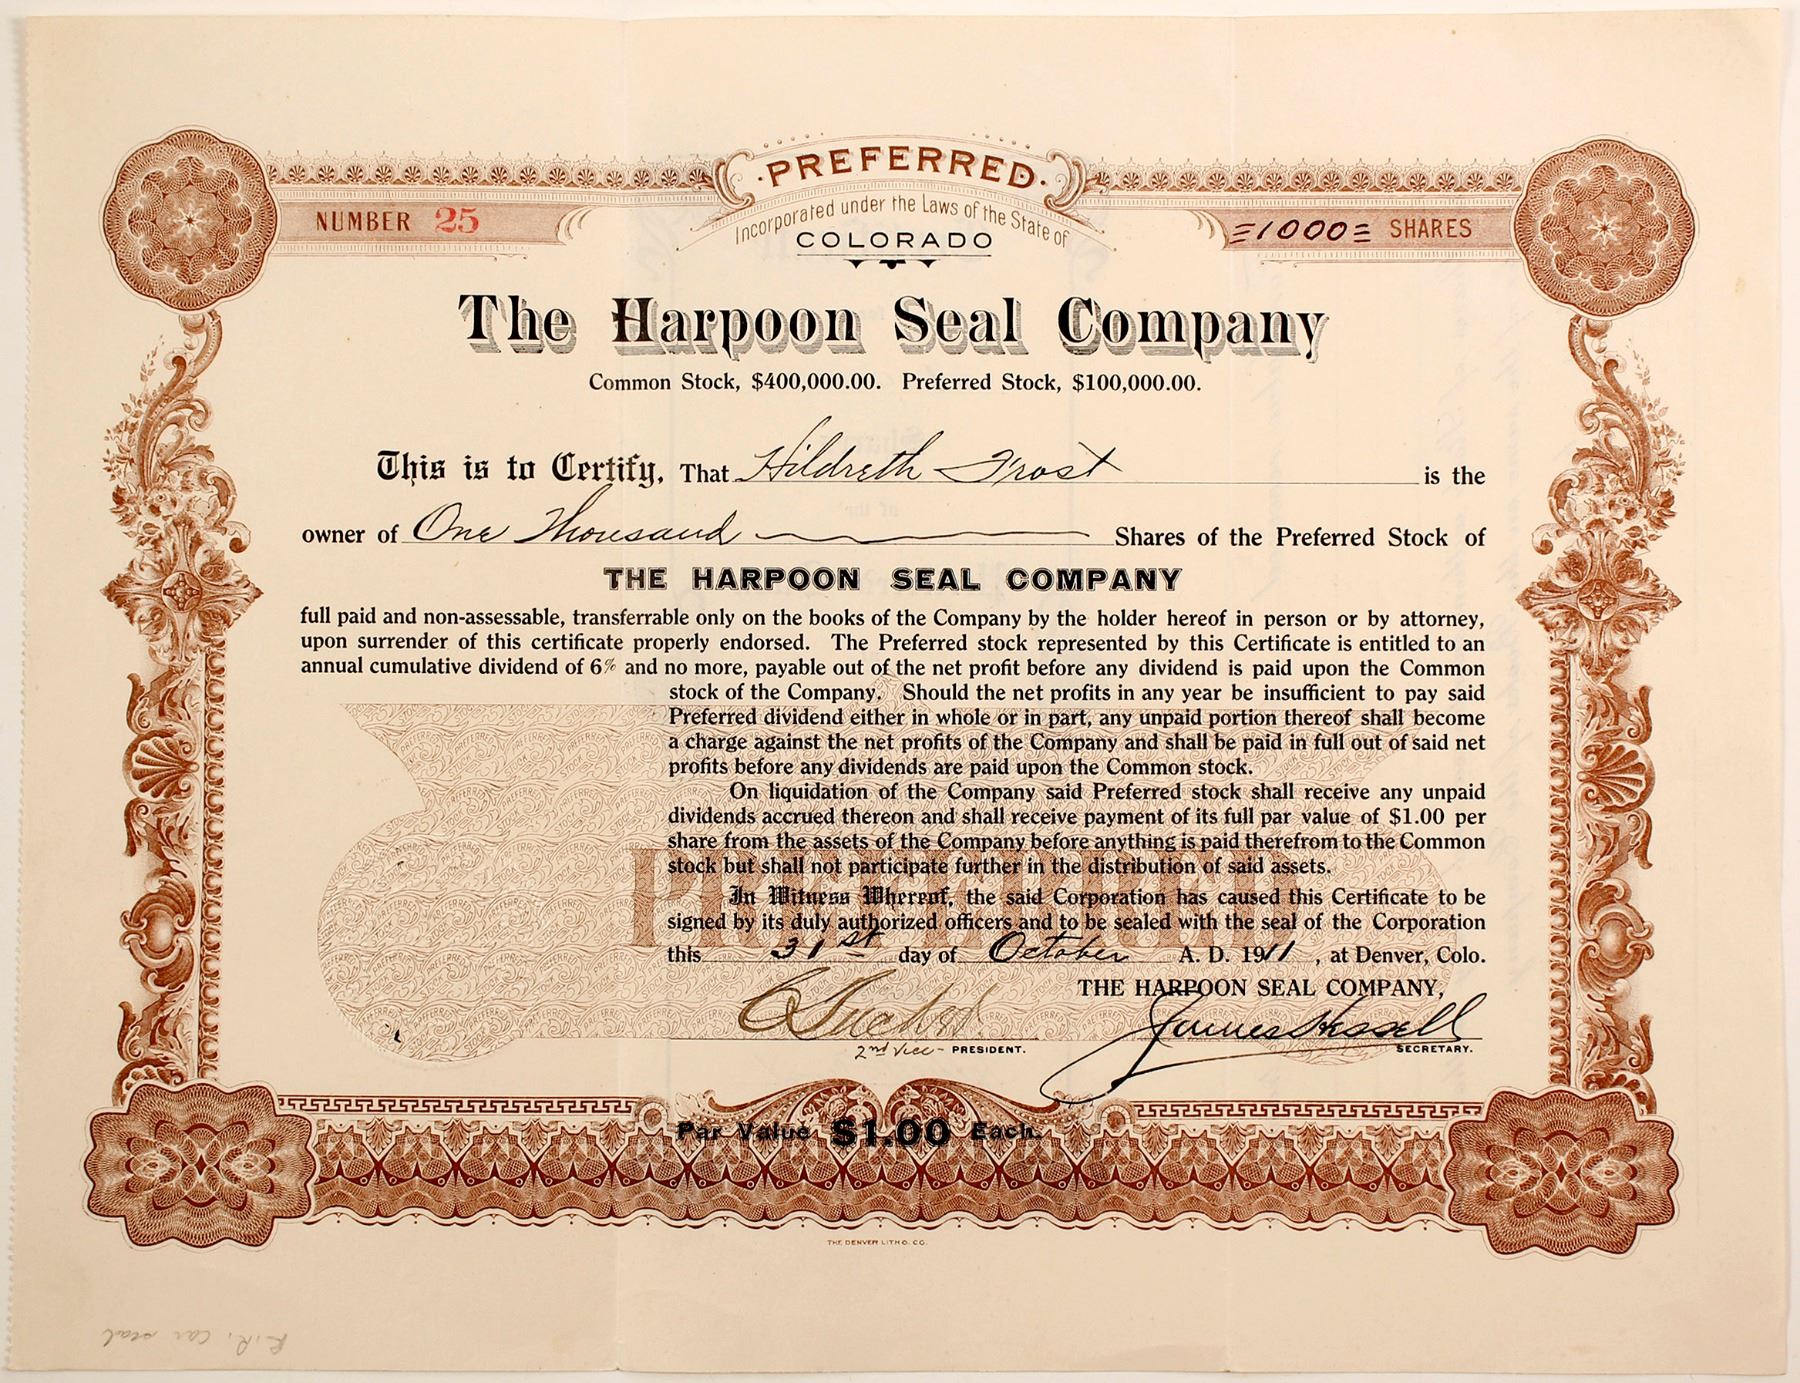 PREFERRED
NUMBER 25
Incorporated under the Laws of the State of
COLORADO
=1000= SHARES
The Harpoon Seal Company
Common Stock, $400,000.00. Preferred Stock, $100,000.00.
This is to Certify, That Hildreth Frost is the
owner of One Thousand Shares of the Preferred Stock of
THE HARPOON SEAL COMPANY
full paid and non-assessable, transferrable only on the books of the Company by the holder hereof in person or by attorney,
upon surrender of this certificate properly endorsed. The Preferred stock represented by this Certificate is entitled to an
annual cumulative dividend of 6% and no more, payable out of the net profit before any dividend is paid upon the Common
stock of the Company. Should the net profits in any year be insufficient to pay said
Preferred dividend either in whole or in part, any unpaid portion thereof shall become
a charge against the net profits of the Company and shall be paid in full out of said net
profits before any dividends are paid upon the Common stock.
On liquidation of the Company said Preferred stock shall receive any unpaid
dividends accrued thereon and shall receive payment of its full par value of $1.00 per
share from the assets of the Company before anything is paid therefrom to the Common
stock but shall not participate further in the distribution of said assets.
PREFERRED
In Witness Whereof, the said Corporation has caused this Certificate to be
signed by its duly authorized officers and to be sealed with the seal of the Corporation
this 31st day of October A. D. 1911, at Denver, Colo.
THE HARPOON SEAL COMPANY,
James Hessell
2nd Vice- PRESIDENT.
SECRETARY.
Par Value $1.00 Each.
THE DENVER LITHO. CO.
R.R. car seal